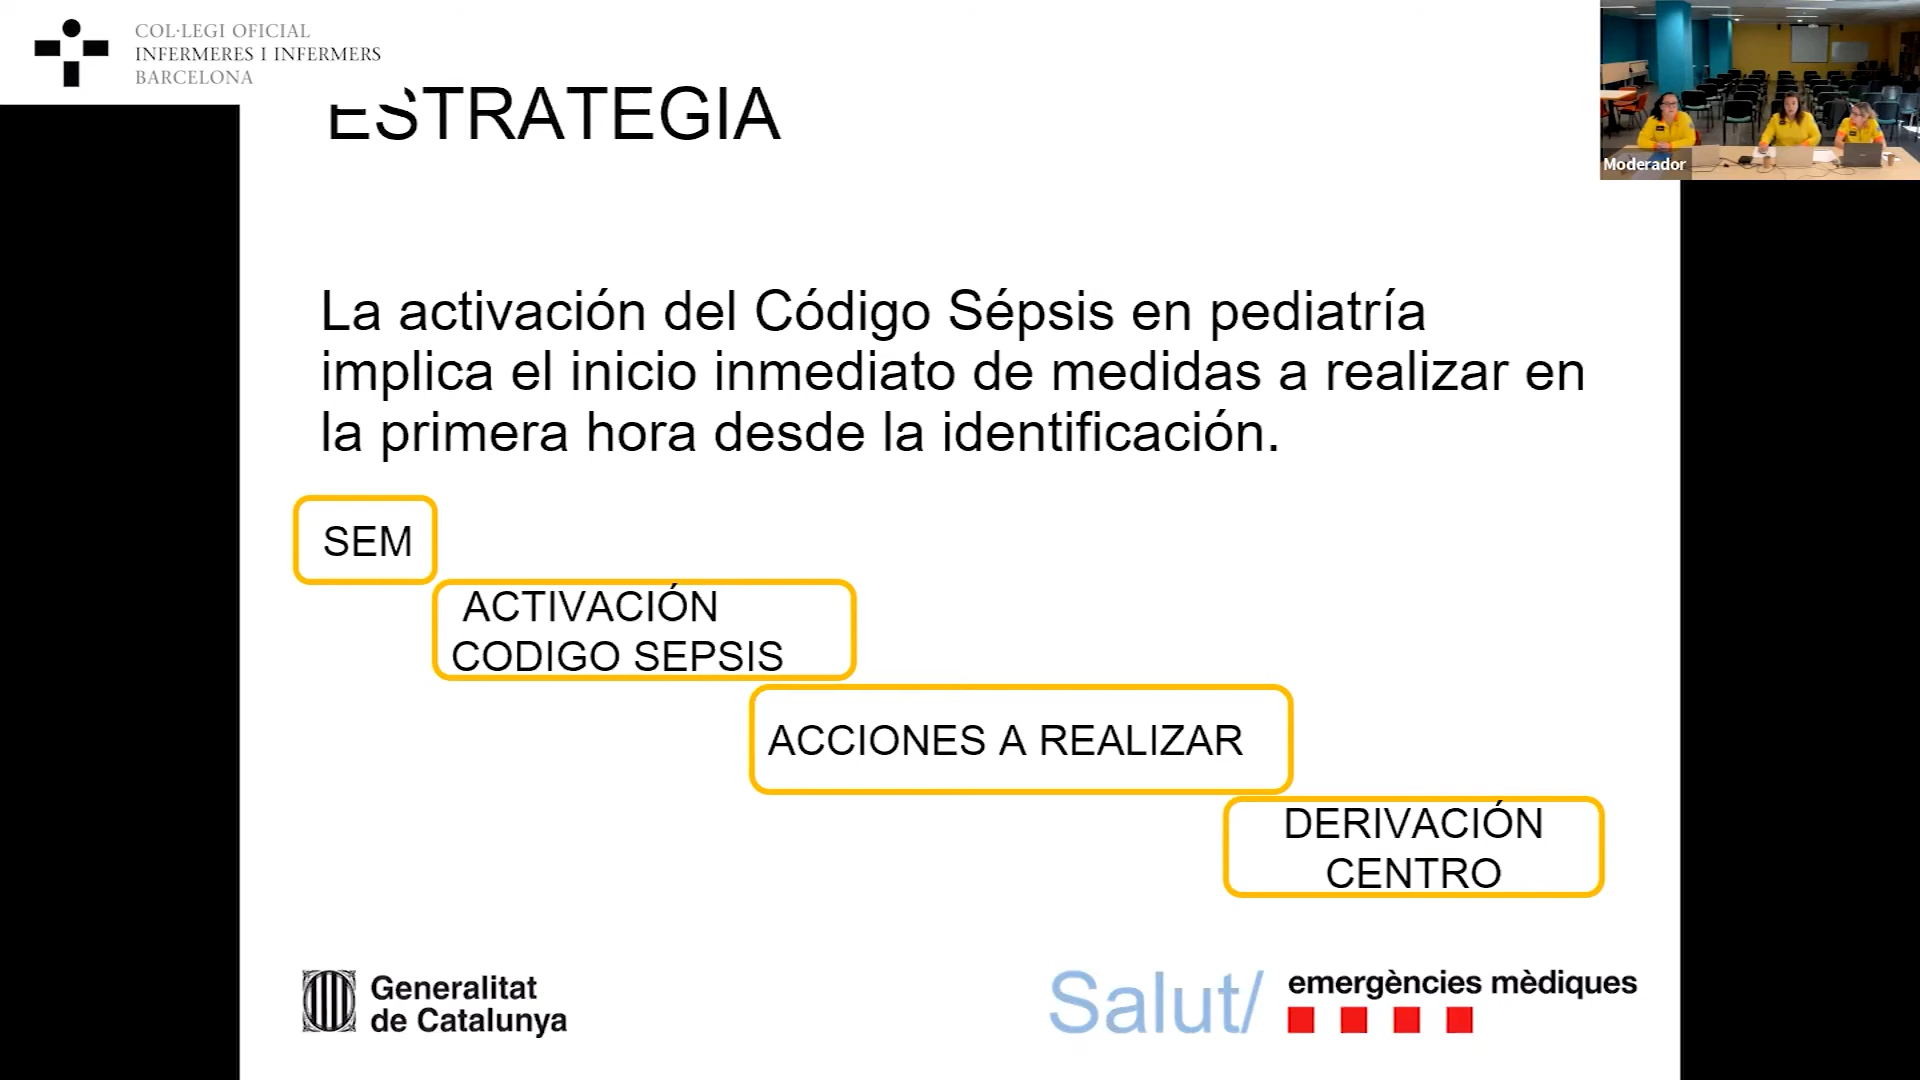 COL·LEGI OFICIAL
INFERMERES I INFERMERS
BARCELONA
ESTRATEGIA
Moderador
La activación del Código Sépsis en pediatría
implica el inicio inmediato de medidas a realizar en
la primera hora desde la identificación.
SEM
ACTIVACIÓN
CODIGO SEPSIS
ACCIONES A REALIZAR
DERIVACIÓN
CENTRO
Generalitat
de Catalunya
Salut/
emergències mèdiques